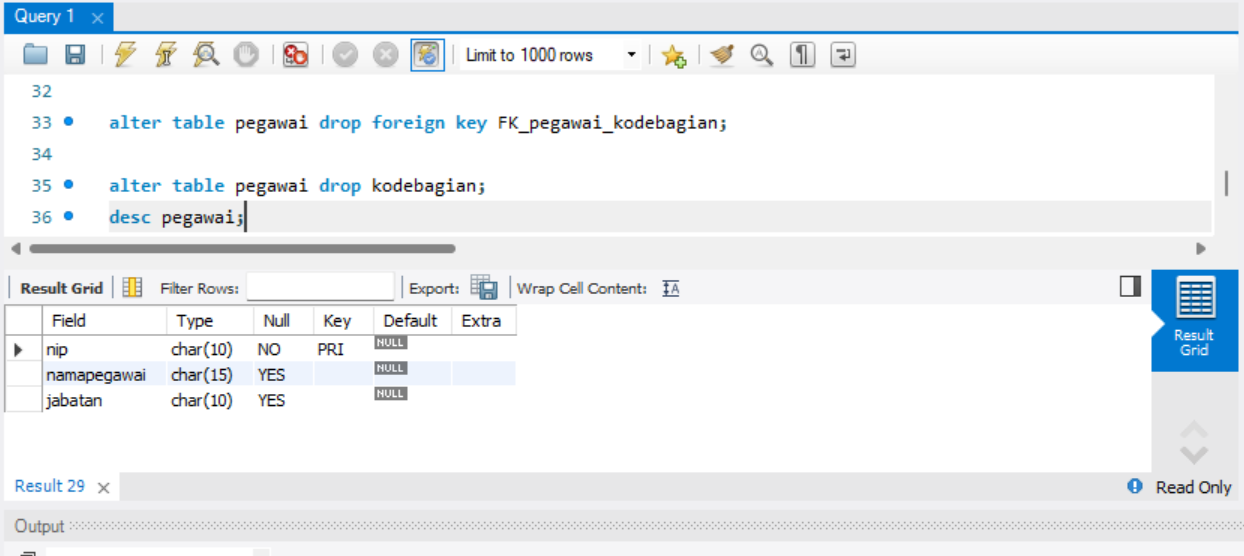 Query 1
Limit to 1000 rows
32
33 alter table pegawai drop foreign key FK_pegawai_kodebagian;
34
35 alter table pegawai drop kodebagian;
36 desc pegawai;
Result Grid Filter Rows: Export: Wrap Cell Content: IA
Field Type Null Key Default Extra
nip char(10) NO PRI NULL
namapegawai char(15) YES NULL
jabatan char(10) YES NULL
Result
Grid
Result 29 Read Only
Output